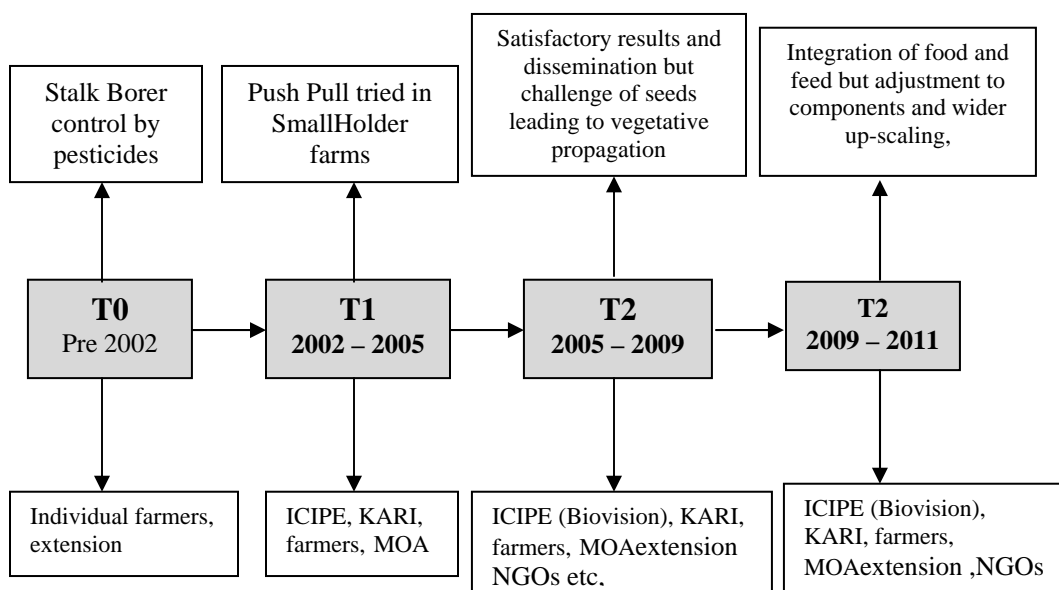 Stalk Borer
control by
pesticides
Push Pull tried in
SmallHolder
farms
Satisfactory results and
dissemination but
challenge of seeds
leading to vegetative
propagation
Integration of food and
feed but adjustment to
components and wider
up-scaling,
T0
Pre 2002
T1
2002 – 2005
T2
2005 – 2009
T2
2009 – 2011
Individual farmers,
extension
ICIPE, KARI,
farmers, MOA
ICIPE (Biovision), KARI,
farmers, MOAextension
NGOs etc,
ICIPE (Biovision),
KARI, farmers,
MOAextension ,NGOs